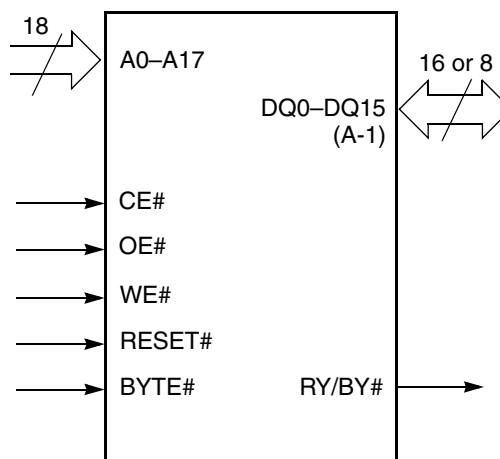 18
A0–A17
16 or 8
DQ0–DQ15
(A-1)
CE#
OE#
WE#
RESET#
BYTE#
RY/BY#